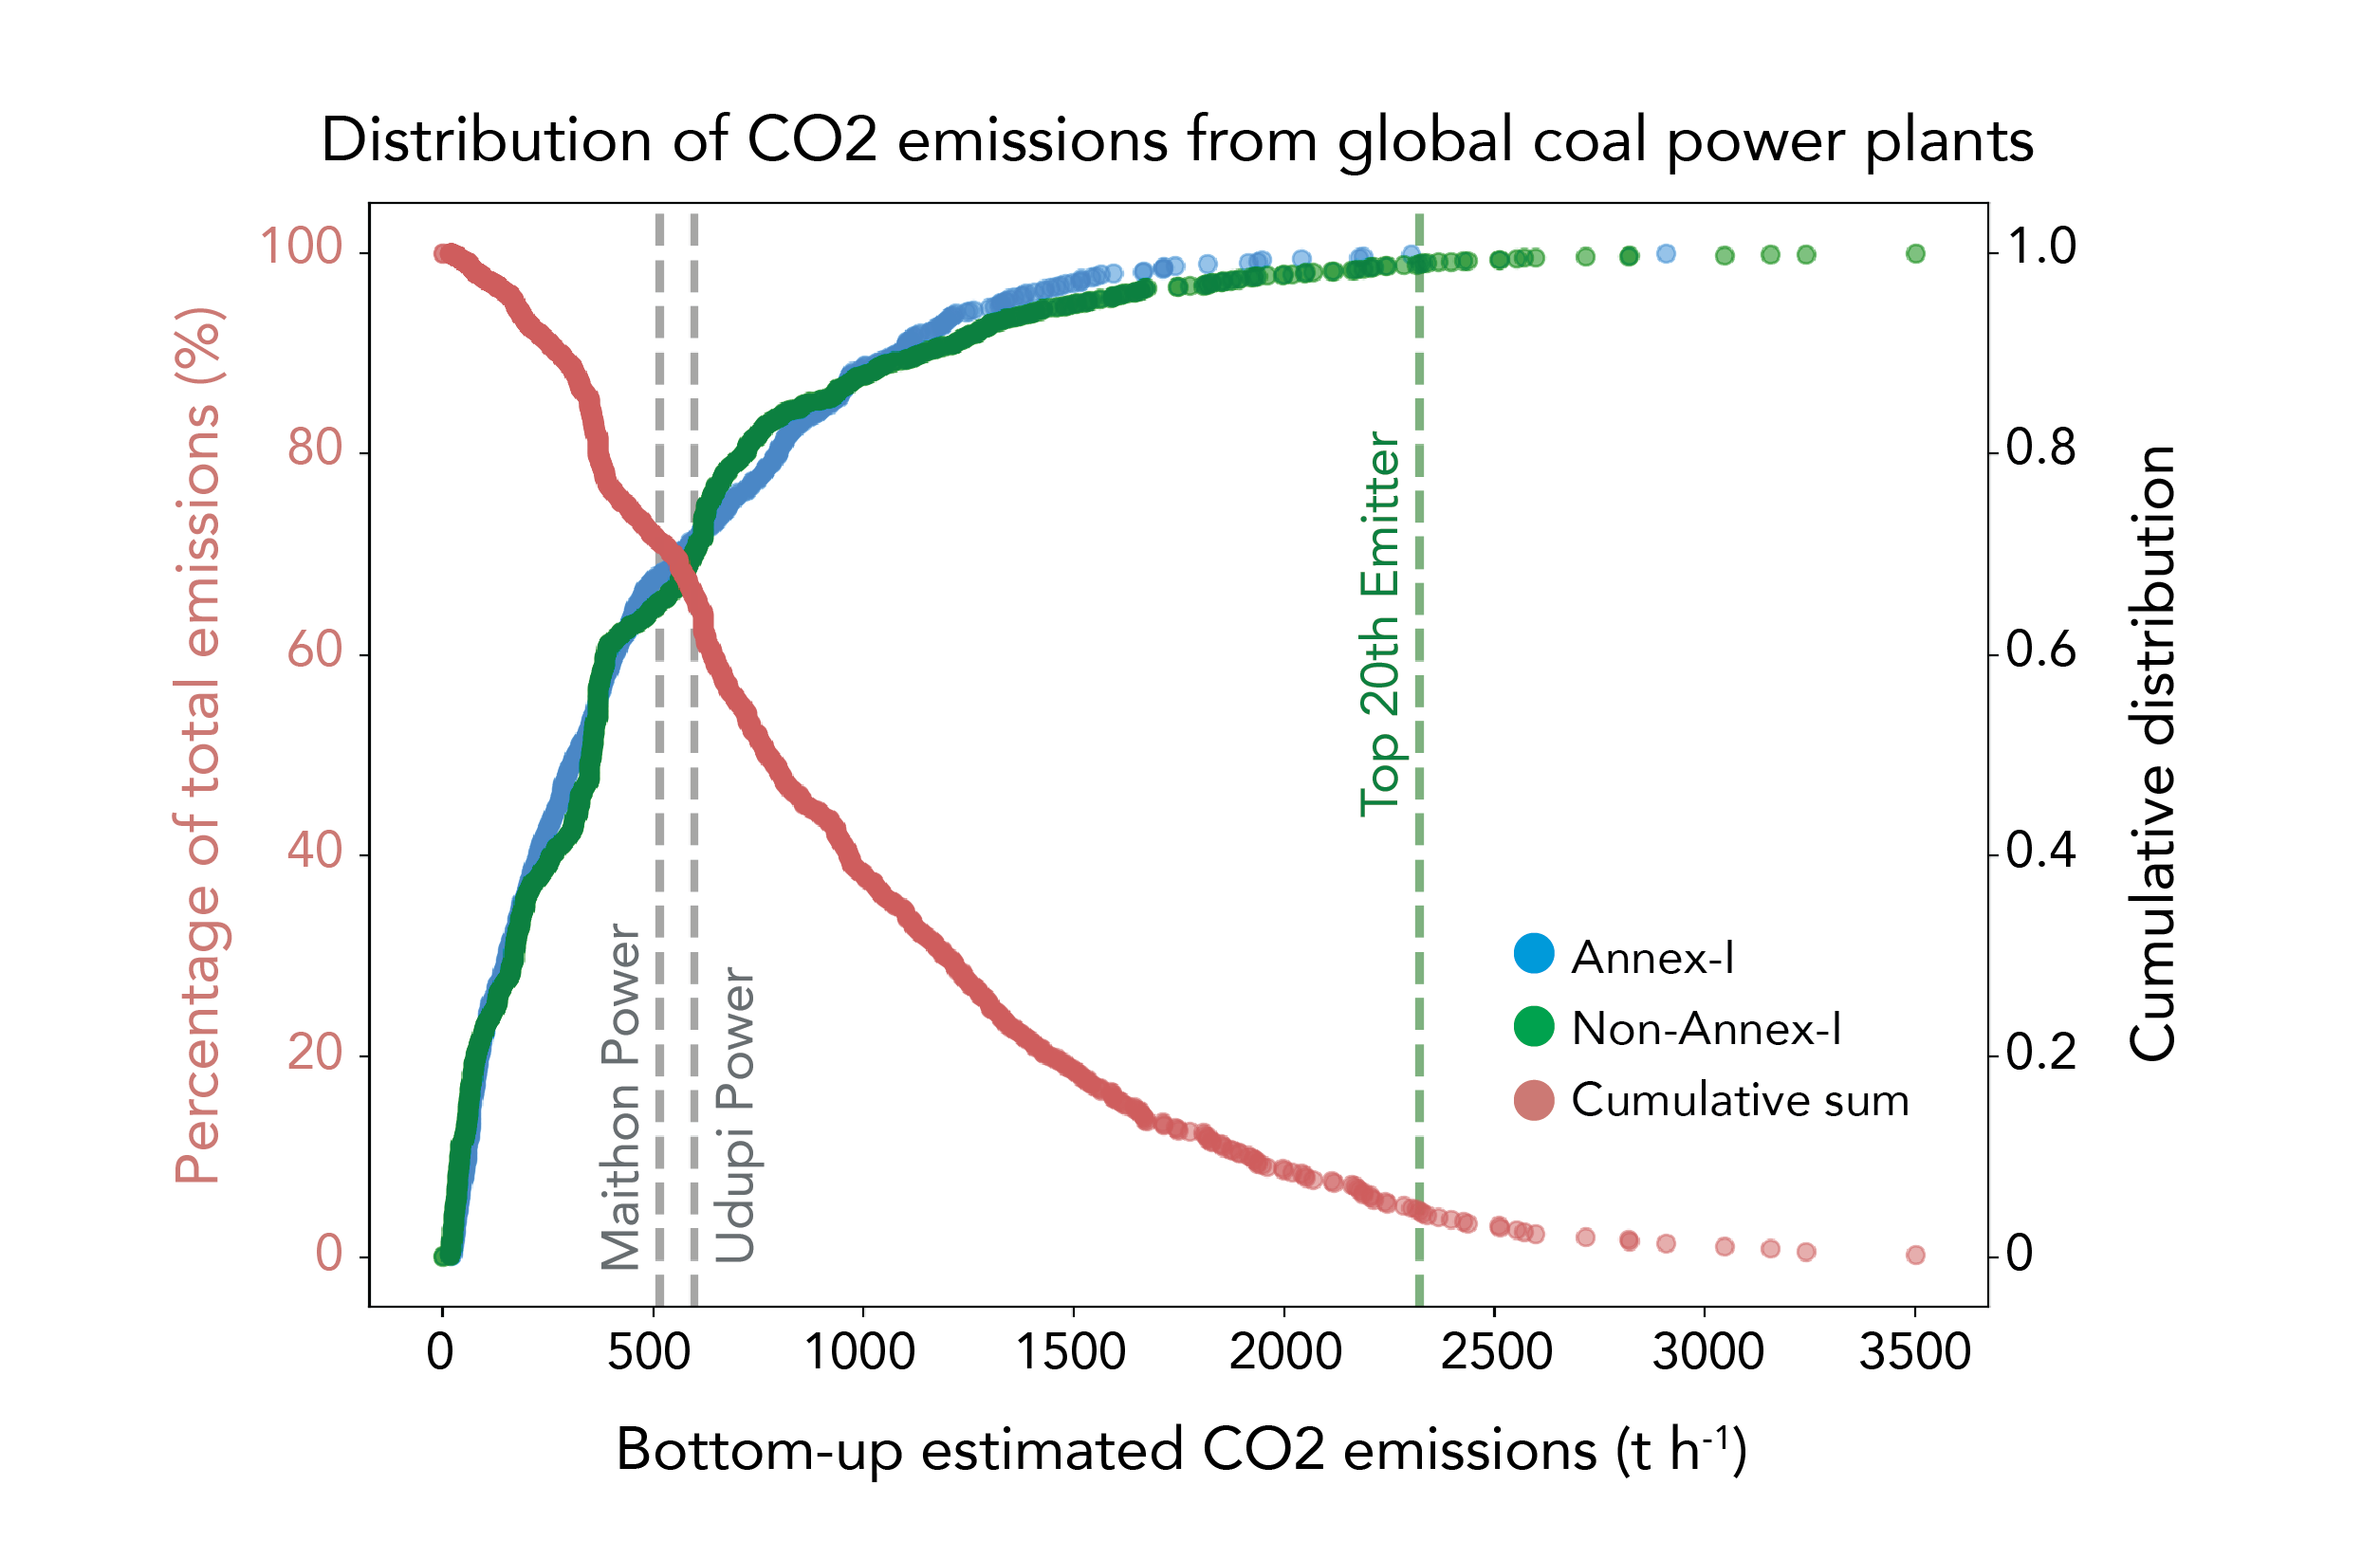 Distribution of CO2 emissions from global coal power plants
Percentage of total emissions (%)
100
80
60
40
20
0
Maithon Power
Udupi Power
Top 20th Emitter
Annex-I
Non-Annex-I
Cumulative sum
1.0
0.8
0.6
0.4
0.2
0
Cumulative distribution
0 500 1000 1500 2000 2500 3000 3500
Bottom-up estimated CO2 emissions (t h⁻¹)